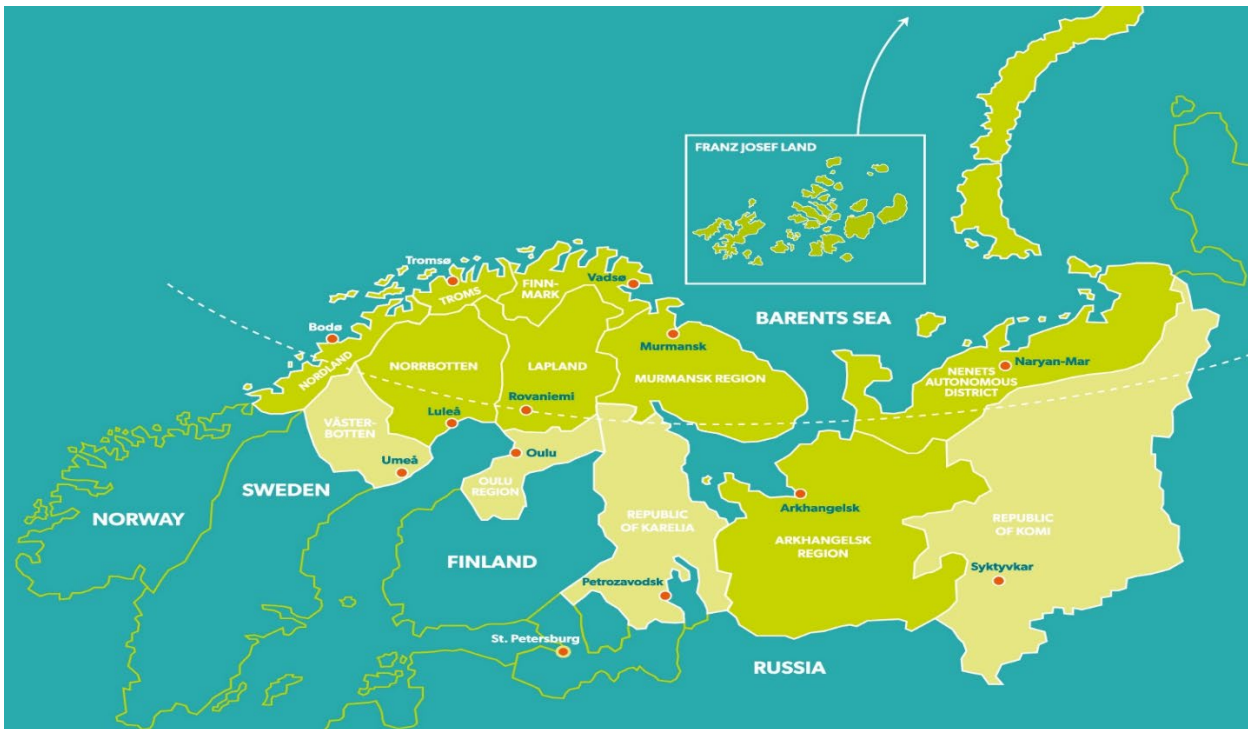 FRANZ JOSEF LAND
Tromsø
TROMS
FINN-
MARK
Vadsø
BARENTS SEA
Bodø
NORDLAND
NORRBOTTEN
LAPLAND
Murmansk
MURMANSK REGION
Naryan-Mar
NENETS
AUTONOMOUS
DISTRICT
Rovaniemi
Luleå
VÄSTER-
BOTTEN
Umeå
Oulu
OULU
REGION
SWEDEN
NORWAY
Arkhangelsk
REPUBLIC
OF KARELIA
ARKHANGELSK
REGION
REPUBLIC
OF KOMI
FINLAND
Petrozavodsk
Syktyvkar
St. Petersburg
RUSSIA